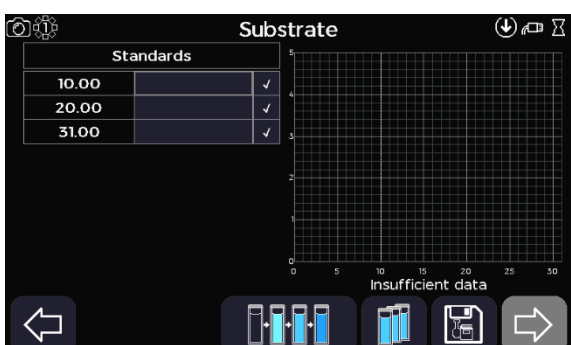 1
Substrate
Standards
10.00 ✓
20.00 ✓
31.00 ✓
5
4
3
2
1
0
0 5 10 15 20 25 30
Insufficient data